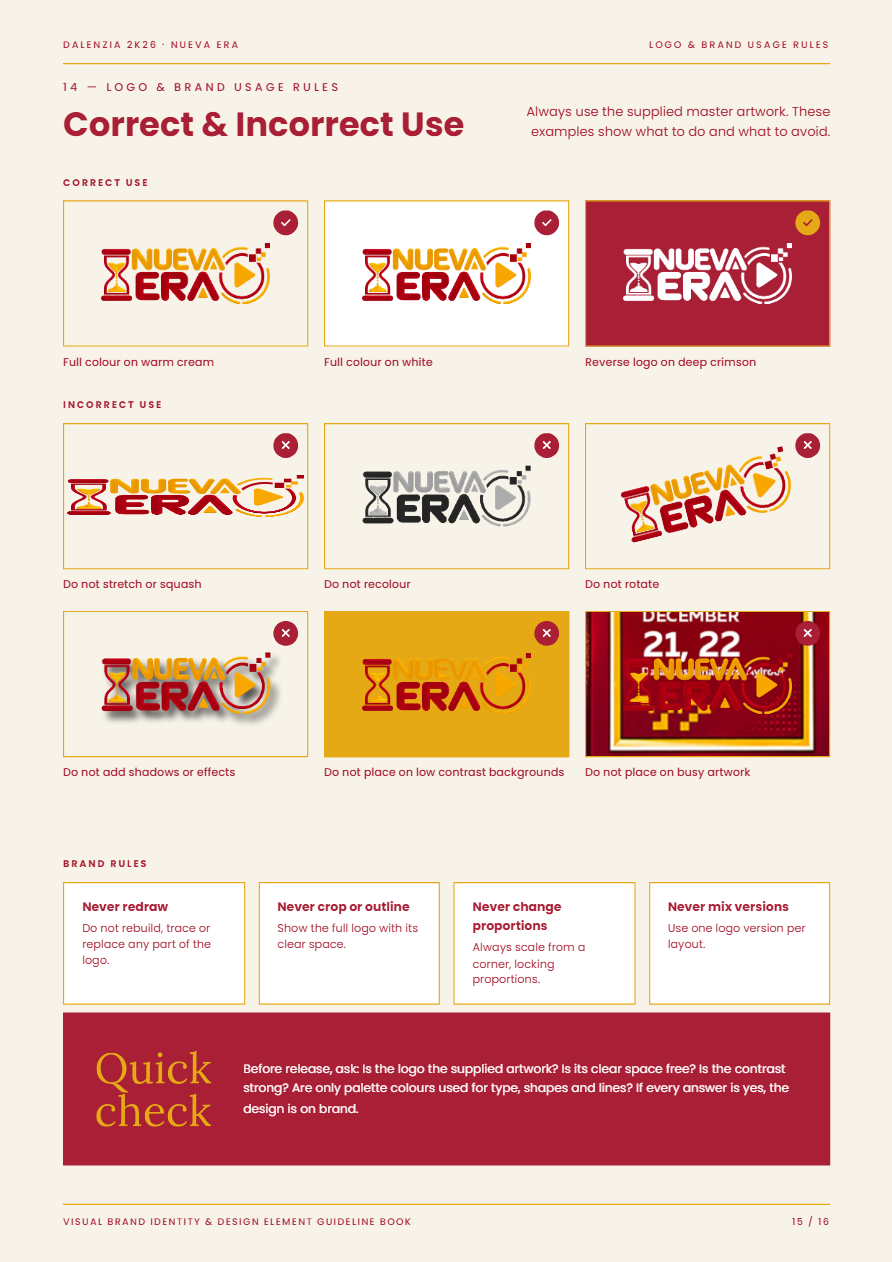 DALENZIA 2K26 · NUEVA ERA
LOGO & BRAND USAGE RULES
14 — LOGO & BRAND USAGE RULES
Correct & Incorrect Use
Always use the supplied master artwork. These
examples show what to do and what to avoid.
CORRECT USE
NUEVA
ERA
NUEVA
ERA
NUEVA
ERA
Full colour on warm cream
Full colour on white
Reverse logo on deep crimson
INCORRECT USE
NUEVA
ERA
NUEVA
ERA
NUEVA
ERA
Do not stretch or squash
Do not recolour
Do not rotate
NUEVA
ERA
NUEVA
ERA
DECEMBER
21, 22
NUEVA
ERA
Do not add shadows or effects
Do not place on low contrast backgrounds
Do not place on busy artwork
BRAND RULES
Never redraw
Do not rebuild, trace or
replace any part of the
logo.
Never crop or outline
Show the full logo with its
clear space.
Never change
proportions
Always scale from a
corner, locking
proportions.
Never mix versions
Use one logo version per
layout.
Quick
check
Before release, ask: Is the logo the supplied artwork? Is its clear space free? Is the contrast
strong? Are only palette colours used for type, shapes and lines? If every answer is yes, the
design is on brand.
VISUAL BRAND IDENTITY & DESIGN ELEMENT GUIDELINE BOOK
15 / 16